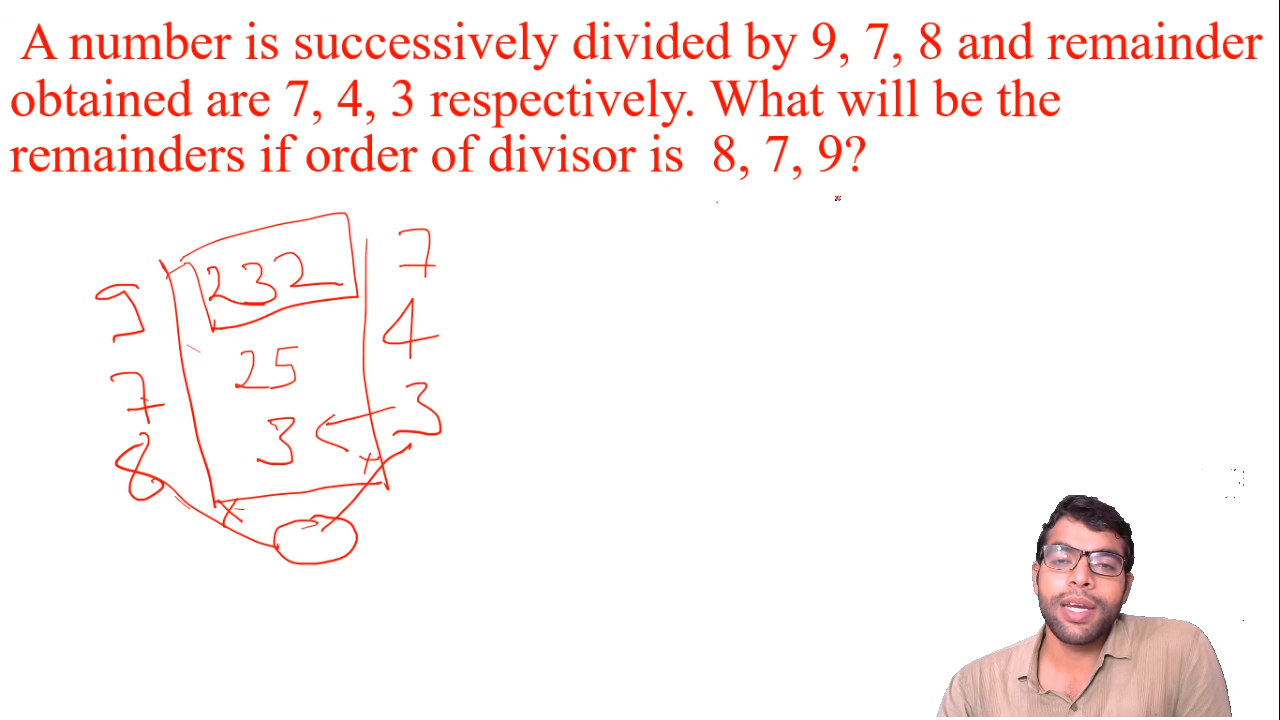 A number is successively divided by 9, 7, 8 and remainder
obtained are 7, 4, 3 respectively. What will be the
remainders if order of divisor is 8, 7, 9?
9 232 7
7 25 4
8 3 3